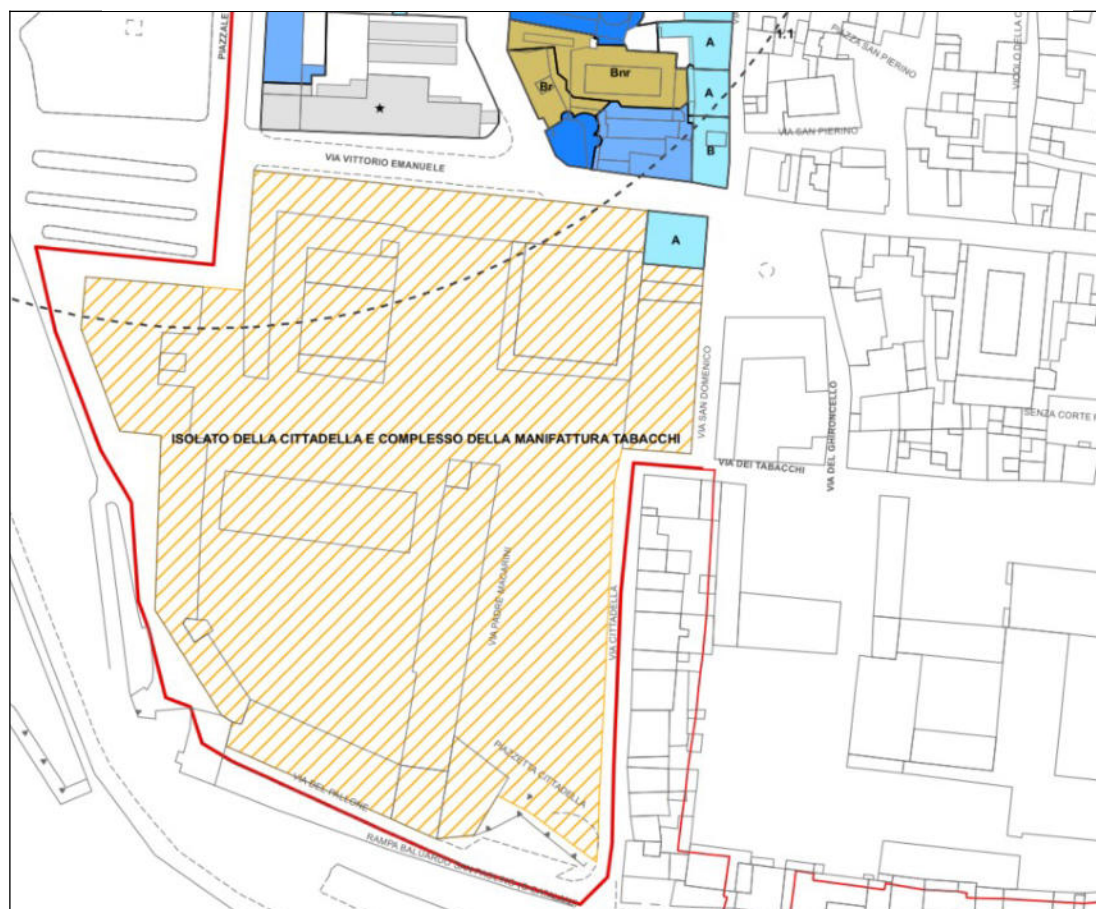 PIAZZALE
A
1.1
PIAZZA SAN PIERINO
VICOLO DELLA
Bnr
Br
A
★
VIA SAN PIERINO
B
VIA VITTORIO EMANUELE
A
VIA SAN DOMENICO
VIA DEL GHIRONCELLO
SENZA CORTE
ISOLATO DELLA CITTADELLA E COMPLESSO DELLA MANIFATTURA TABACCHI
VIA DEI TABACCHI
VIA PADRE MAGARINI
VIA CITTADELLA
PIAZZETTA CITTADELLA
VIA DEL PALLONE
RAMPA BALUARDO